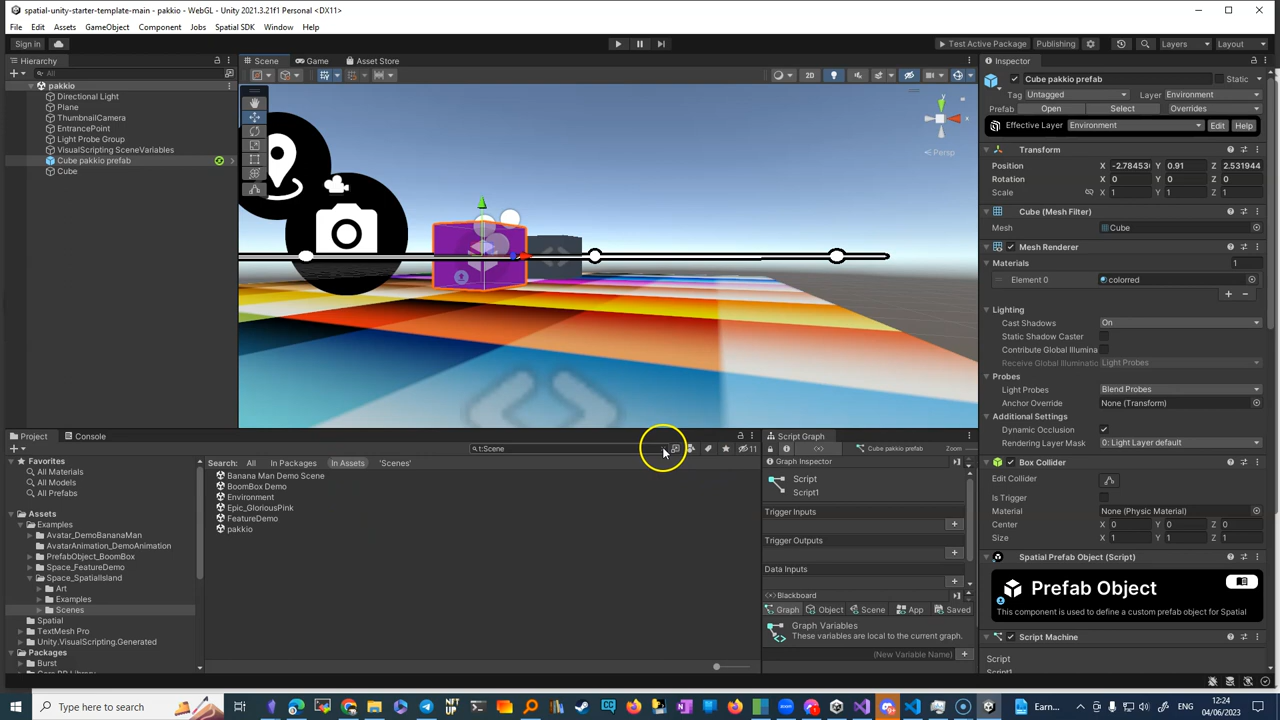 spatial-unity-starter-template-main - pakkio - WebGL - Unity 2021.3.21f1 Personal <DX11>
File Edit Assets GameObject Component Jobs Spatial SDK Window Help
Sign in
Test Active Package Publishing Layers Layout
Hierarchy
All
pakkio
Directional Light
Plane
ThumbnailCamera
EntrancePoint
Light Probe Group
VisualScripting SceneVariables
Cube pakkio prefab
Cube
Scene Game Asset Store
2D
y
x
Persp
Inspector
Cube pakkio prefab Static
Tag Untagged Layer Environment
Prefab Open Select Overrides
Effective Layer Environment Edit Help
Transform
Position X -2.784536 Y 0.91 Z 2.531944
Rotation X 0 Y 0 Z 0
Scale X 1 Y 1 Z 1
Cube (Mesh Filter)
Mesh Cube
Mesh Renderer
Materials 1
Element 0 colorred
Lighting
Cast Shadows On
Static Shadow Caster
Contribute Global Illumina
Receive Global Illuminatic Light Probes
Probes
Light Probes Blend Probes
Anchor Override None (Transform)
Additional Settings
Dynamic Occlusion
Rendering Layer Mask 0: Light Layer default
Box Collider
Edit Collider
Is Trigger
Material None (Physic Material)
Center X 0 Y 0 Z 0
Size X 1 Y 1 Z 1
Spatial Prefab Object (Script)
Prefab Object
This component is used to define a custom prefab object for Spatial
Script Machine
Script
Script1
Project Console
t:Scene
11
Favorites
All Materials
All Models
All Prefabs
Assets
Examples
Avatar_DemoBananaMan
AvatarAnimation_DemoAnimation
PrefabObject_BoomBox
Space_FeatureDemo
Space_SpatialIsland
Art
Examples
Scenes
Spatial
TextMesh Pro
Unity.VisualScripting.Generated
Packages
Burst
Search: All In Packages In Assets 'Scenes'
Banana Man Demo Scene
BoomBox Demo
Environment
Epic_GloriousPink
FeatureDemo
pakkio
Script Graph
Cube pakkio prefab Zoom
Graph Inspector
Script
Script1
Trigger Inputs
Trigger Outputs
Data Inputs
Blackboard
Graph Object Scene App Saved
Graph Variables
These variables are local to the current graph.
(New Variable Name)
Type here to search
Earn...
12:24
04/06/2023